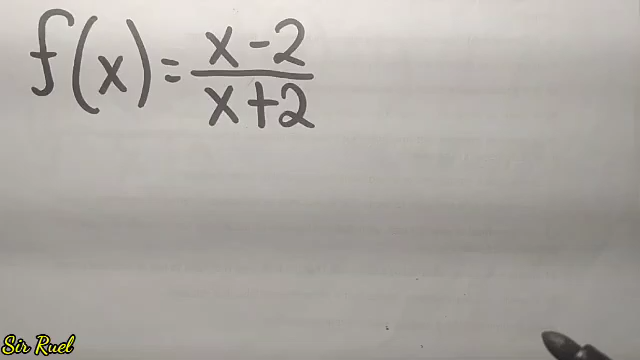 f(x) = x-2
x+2
Sir Ruel